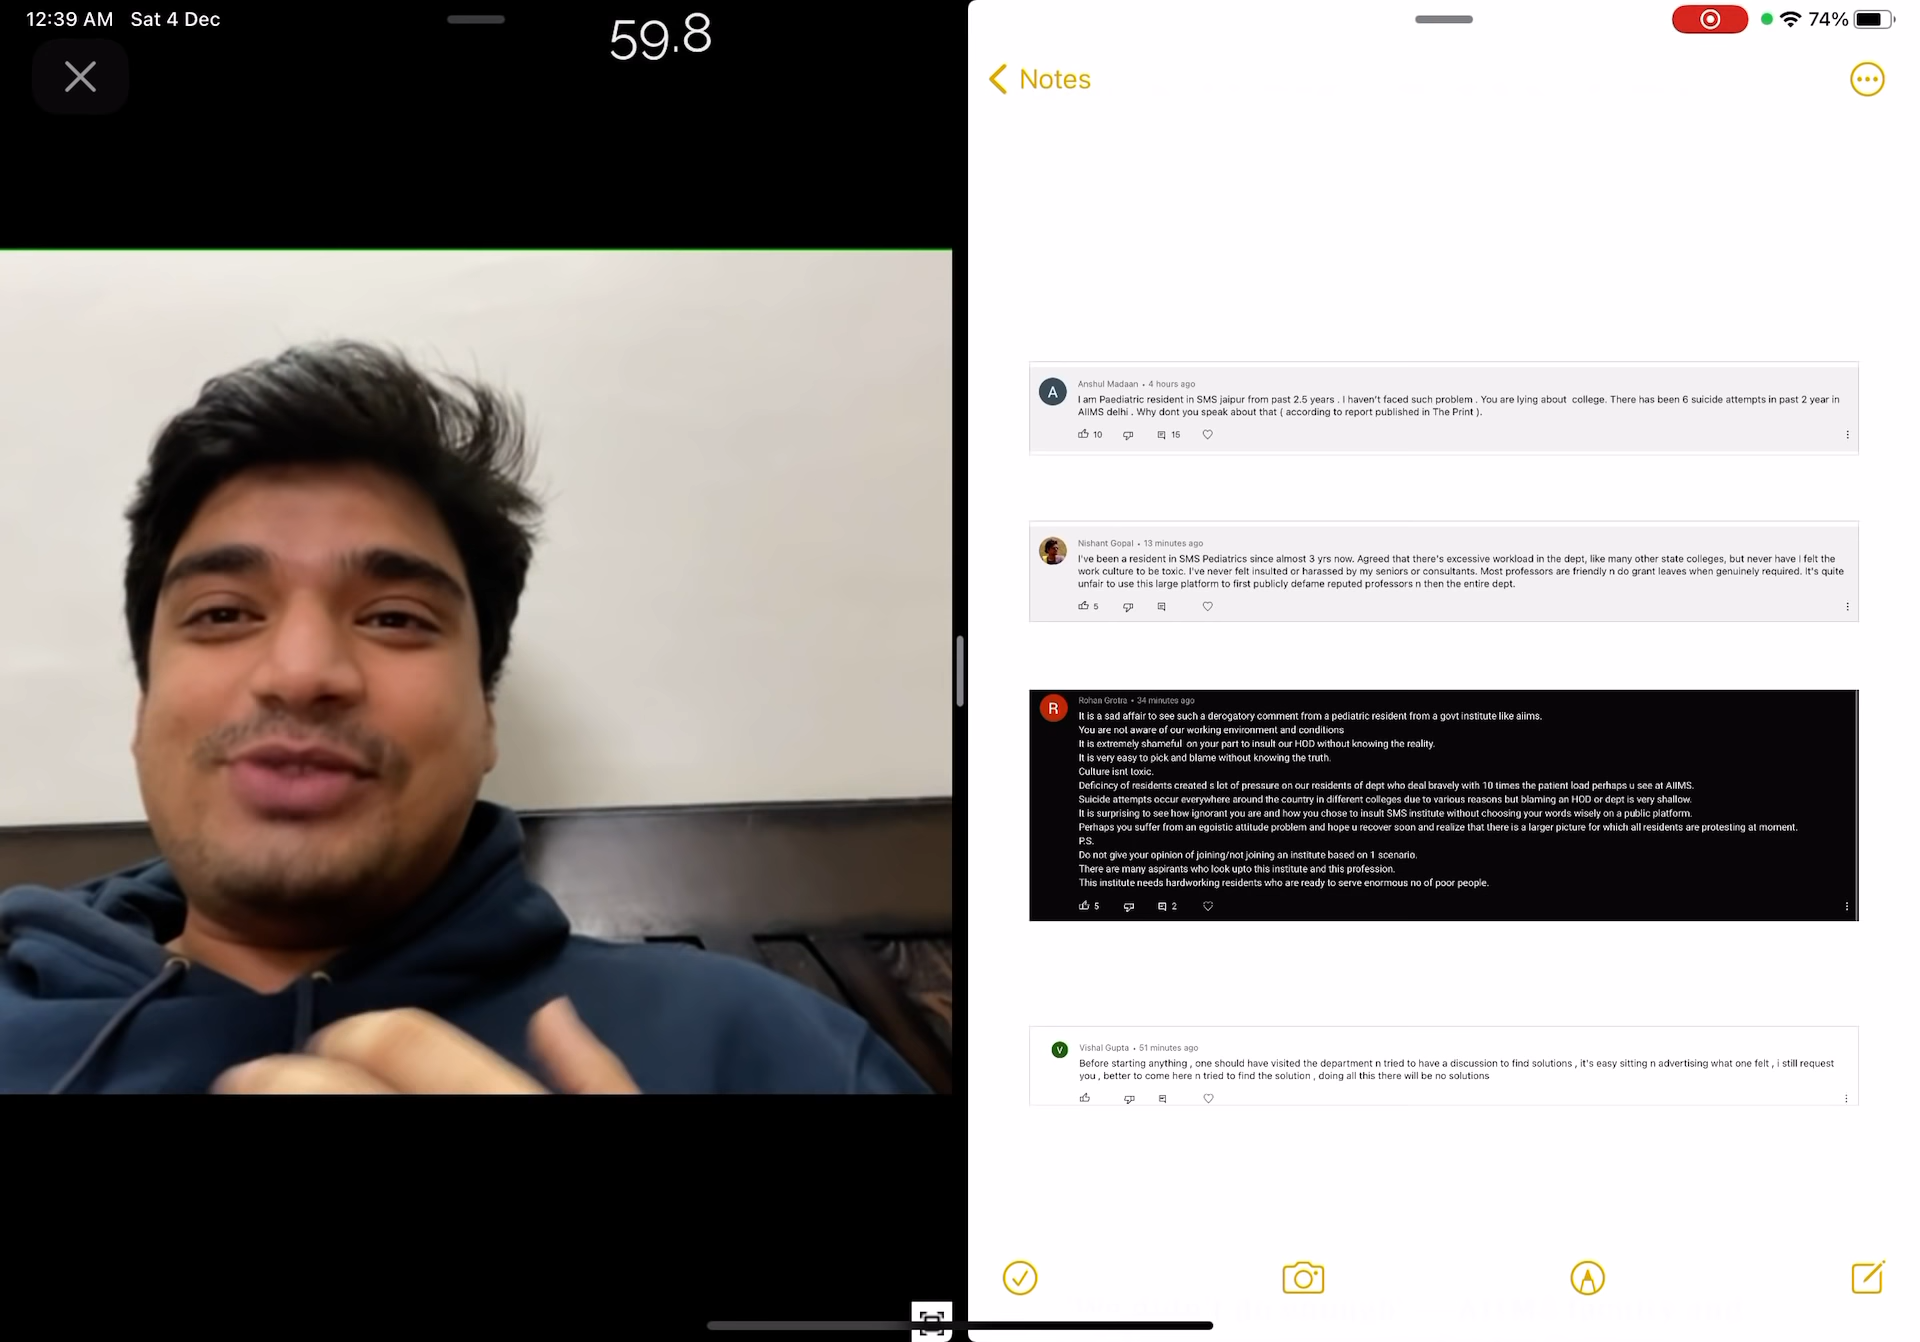 12:39 AM Sat 4 Dec
59.8
74%
Notes
A
Anshul Madaan • 4 hours ago
I am Paediatric resident in SMS jaipur from past 2.5 years . I haven't faced such problem . You are lying about college. There has been 6 suicide attempts in past 2 year in
AIIMS delhi . Why dont you speak about that ( according to report published in The Print ).
10 15
Nishant Gopal • 13 minutes ago
I've been a resident in SMS Pediatrics since almost 3 yrs now. Agreed that there's excessive workload in the dept, like many other state colleges, but never have i felt the
work culture to be toxic. I've never felt insulted or harassed by my seniors or consultants. Most professors are friendly n do grant leaves when genuinely required. It's quite
unfair to use this large platform to first publicly defame reputed professors n then the entire dept.
5
R
Rohan Grotra • 34 minutes ago
It is a sad affair to see such a derogatory comment from a pediatric resident from a govt institute like aiims.
You are not aware of our working environment and conditions
It is extremely shameful on your part to insult our HOD without knowing the reality.
It is very easy to pick and blame without knowing the truth.
Culture isnt toxic.
Deficincy of residents created s lot of pressure on our residents of dept who deal bravely with 10 times the patient load perhaps u see at AIIMS.
Suicide attempts occur everywhere around the country in different colleges due to various reasons but blaming an HOD or dept is very shallow.
It is surprising to see how ignorant you are and how you chose to insult SMS institute without choosing your words wisely on a public platform.
Perhaps you suffer from an egoistic attitude problem and hope u recover soon and realize that there is a larger picture for which all residents are protesting at moment.
P.S.
Do not give your opinion of joining/not joining an institute based on 1 scenario.
There are many aspirants who look upto this institute and this profession.
This institute needs hardworking residents who are ready to serve enormous no of poor people.
5 2
V
Vishal Gupta • 51 minutes ago
Before starting anything , one should have visited the department n tried to have a discussion to find solutions , it's easy sitting n advertising what one felt , i still request
you , better to come here n tried to find the solution , doing all this there will be no solutions